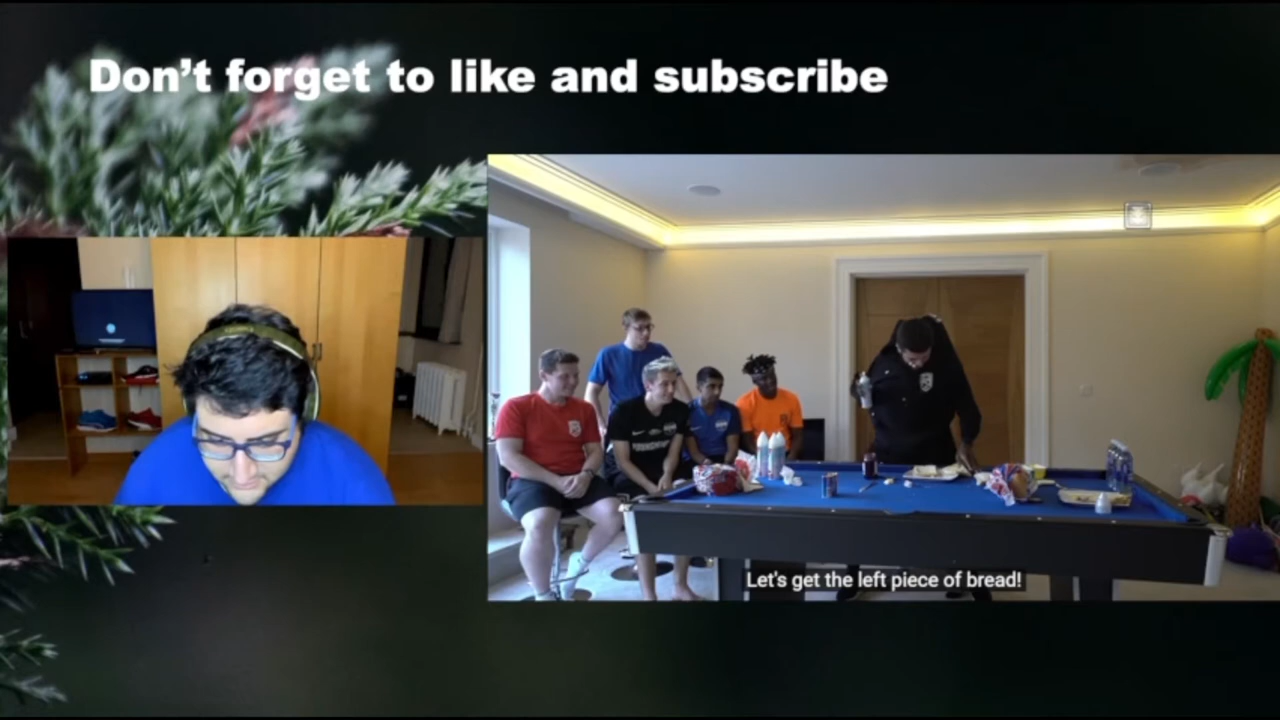 Don't forget to like and subscribe
Let's get the left piece of bread!